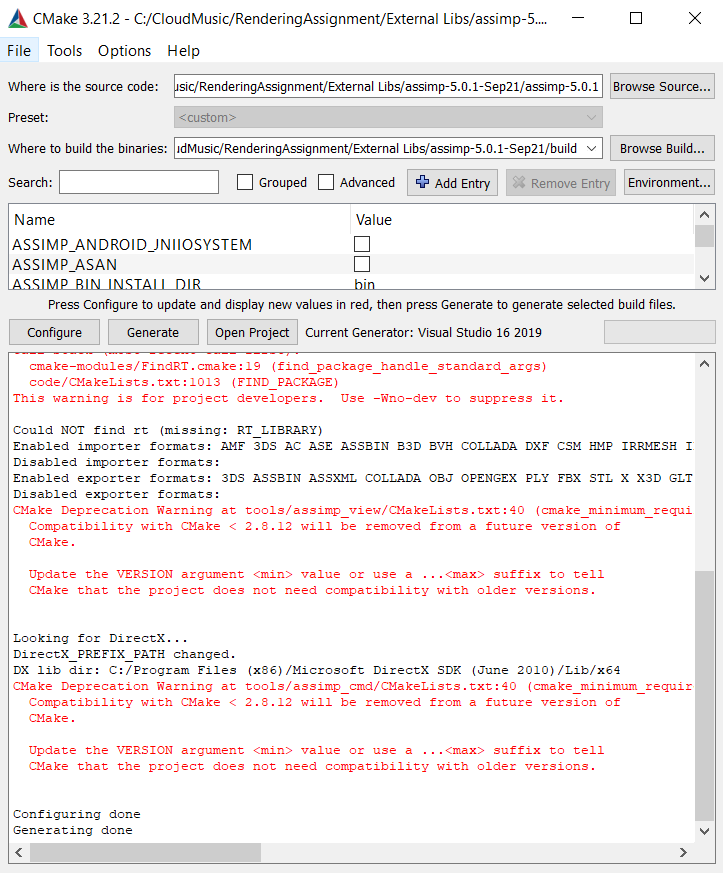 CMake 3.21.2 - C:/CloudMusic/RenderingAssignment/External Libs/assimp-5....
File Tools Options Help
Where is the source code: usic/RenderingAssignment/External Libs/assimp-5.0.1-Sep21/assimp-5.0.1 Browse Source...
Preset: <custom>
Where to build the binaries: udMusic/RenderingAssignment/External Libs/assimp-5.0.1-Sep21/build Browse Build...
Search: Grouped Advanced Add Entry Remove Entry Environment...
Name Value
ASSIMP_ANDROID_JNIIOSYSTEM
ASSIMP_ASAN
ASSIMP_BIN_INSTALL_DIR bin
Press Configure to update and display new values in red, then press Generate to generate selected build files.
Configure Generate Open Project Current Generator: Visual Studio 16 2019
Call Stack (most recent call first):
cmake-modules/FindRT.cmake:19 (find_package_handle_standard_args)
code/CMakeLists.txt:1013 (FIND_PACKAGE)
This warning is for project developers.  Use -Wno-dev to suppress it.
Could NOT find rt (missing: RT_LIBRARY)
Enabled importer formats: AMF 3DS AC ASE ASSBIN B3D BVH COLLADA DXF CSM HMP IRRMESH I
Disabled importer formats:
Enabled exporter formats: 3DS ASSBIN ASSXML COLLADA OBJ OPENGEX PLY FBX STL X X3D GLT
Disabled exporter formats:
CMake Deprecation Warning at tools/assimp_view/CMakeLists.txt:40 (cmake_minimum_requi
Compatibility with CMake < 2.8.12 will be removed from a future version of
CMake.
Update the VERSION argument <min> value or use a ...<max> suffix to tell
CMake that the project does not need compatibility with older versions.
Looking for DirectX...
DirectX_PREFIX_PATH changed.
DX lib dir: C:/Program Files (x86)/Microsoft DirectX SDK (June 2010)/Lib/x64
CMake Deprecation Warning at tools/assimp_cmd/CMakeLists.txt:40 (cmake_minimum_requir
Compatibility with CMake < 2.8.12 will be removed from a future version of
CMake.
Update the VERSION argument <min> value or use a ...<max> suffix to tell
CMake that the project does not need compatibility with older versions.
Configuring done
Generating done